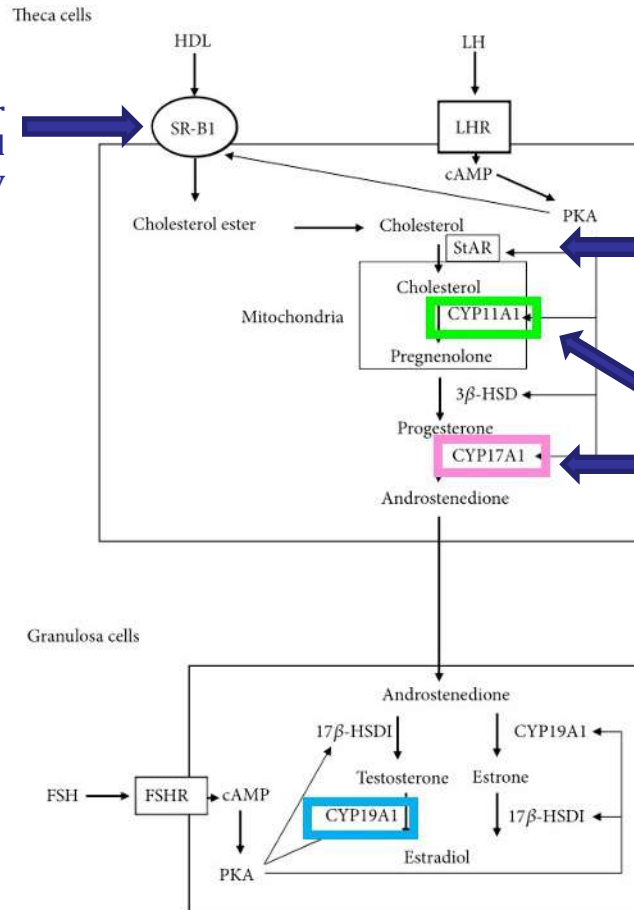 Theca cells
HDL
LH
r
SR-B1
LHR
l
y
cAMP
Cholesterol ester
Cholesterol
PKA
StAR
Cholesterol
Mitochondria
CYP11A1
Pregnenolone
3β-HSD
Progesterone
CYP17A1
Androstenedione
Granulosa cells
Androstenedione
17β-HSDI
CYP19A1
FSH
FSHR
cAMP
Testosterone
Estrone
CYP19A1
17β-HSDI
Estradiol
PKA